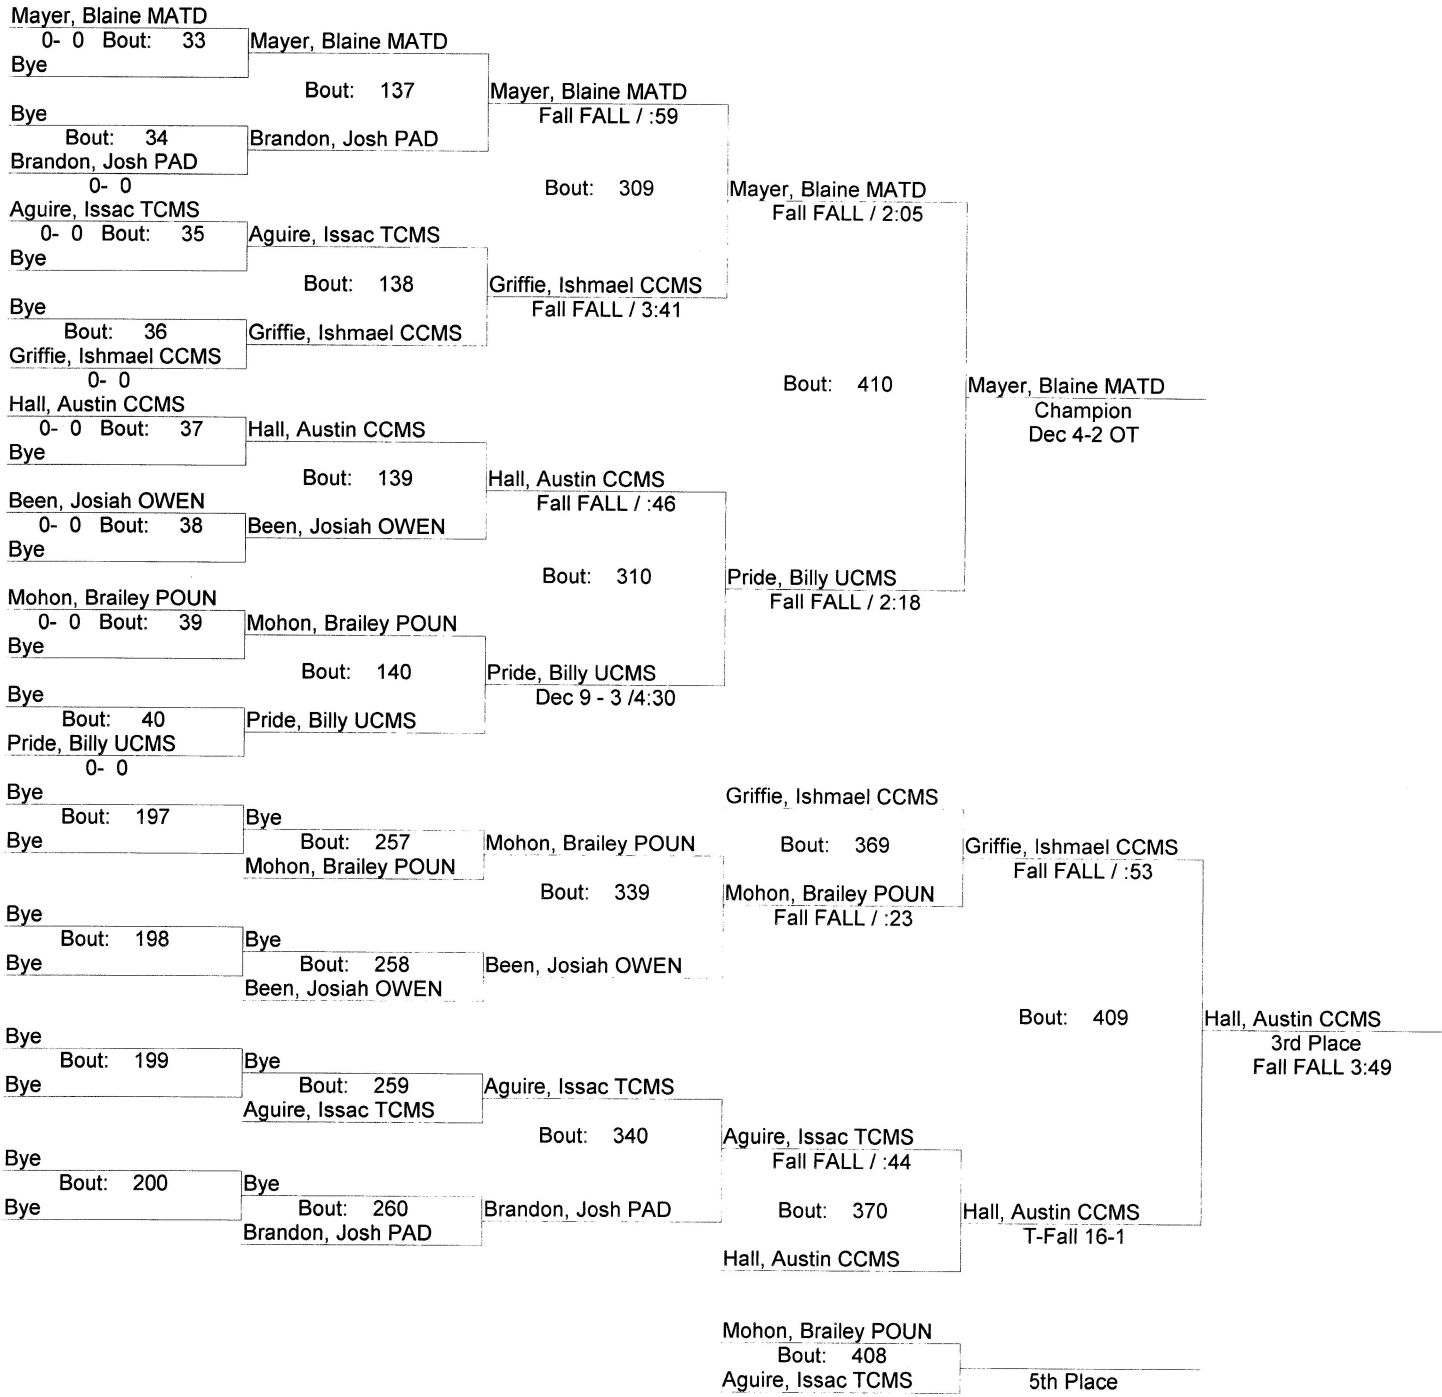 Mayer, Blaine MATD
0- 0 Bout: 33
Bye
Mayer, Blaine MATD
Bout: 137
Bye
Bout: 34
Brandon, Josh PAD
0- 0
Brandon, Josh PAD
Mayer, Blaine MATD
Fall FALL / :59
Bout: 309
Aguire, Issac TCMS
0- 0 Bout: 35
Bye
Aguire, Issac TCMS
Bout: 138
Bye
Bout: 36
Griffie, Ishmael CCMS
0- 0
Griffie, Ishmael CCMS
Griffie, Ishmael CCMS
Fall FALL / 3:41
Mayer, Blaine MATD
Fall FALL / 2:05
Bout: 410
Mayer, Blaine MATD
Champion
Dec 4-2 OT
Hall, Austin CCMS
0- 0 Bout: 37
Bye
Hall, Austin CCMS
Bout: 139
Been, Josiah OWEN
0- 0 Bout: 38
Bye
Been, Josiah OWEN
Hall, Austin CCMS
Fall FALL / :46
Bout: 310
Mohon, Brailey POUN
0- 0 Bout: 39
Bye
Mohon, Brailey POUN
Bout: 140
Bye
Bout: 40
Pride, Billy UCMS
0- 0
Pride, Billy UCMS
Pride, Billy UCMS
Dec 9 - 3 /4:30
Pride, Billy UCMS
Fall FALL / 2:18
Bye
Bout: 197
Bye
Bye
Bout: 257
Mohon, Brailey POUN
Mohon, Brailey POUN
Bout: 339
Bye
Bout: 198
Bye
Bye
Bout: 258
Been, Josiah OWEN
Been, Josiah OWEN
Griffie, Ishmael CCMS
Bout: 369
Mohon, Brailey POUN
Fall FALL / :23
Griffie, Ishmael CCMS
Fall FALL / :53
Bout: 409
Hall, Austin CCMS
3rd Place
Fall FALL 3:49
Bye
Bout: 199
Bye
Bye
Bout: 259
Aguire, Issac TCMS
Aguire, Issac TCMS
Bout: 340
Bye
Bout: 200
Bye
Bye
Bout: 260
Brandon, Josh PAD
Brandon, Josh PAD
Aguire, Issac TCMS
Fall FALL / :44
Bout: 370
Hall, Austin CCMS
Hall, Austin CCMS
T-Fall 16-1
Mohon, Brailey POUN
Bout: 408
Aguire, Issac TCMS
5th Place